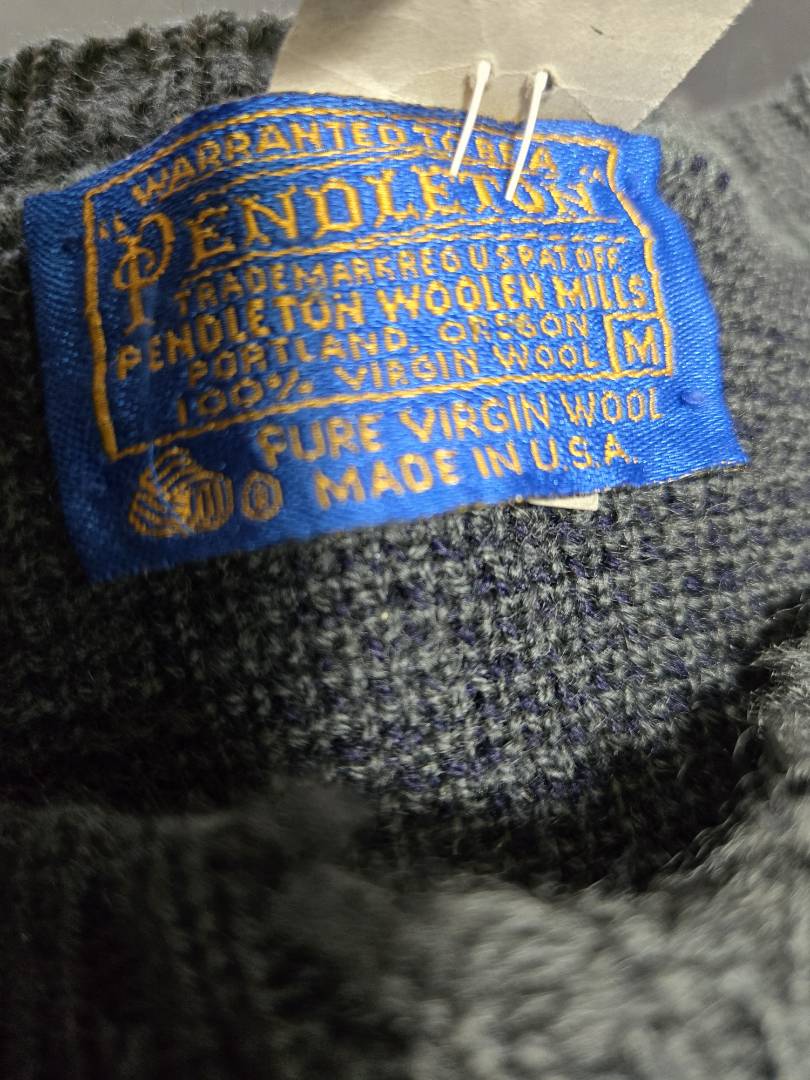 WARRANTED TO BE A
"PENDLETON"
TRADEMARK REG U.S. PAT. OFF.
PENDLETON WOOLEN MILLS
PORTLAND, OREGON
100% VIRGIN WOOL M
PURE VIRGIN WOOL
® MADE IN U.S.A.